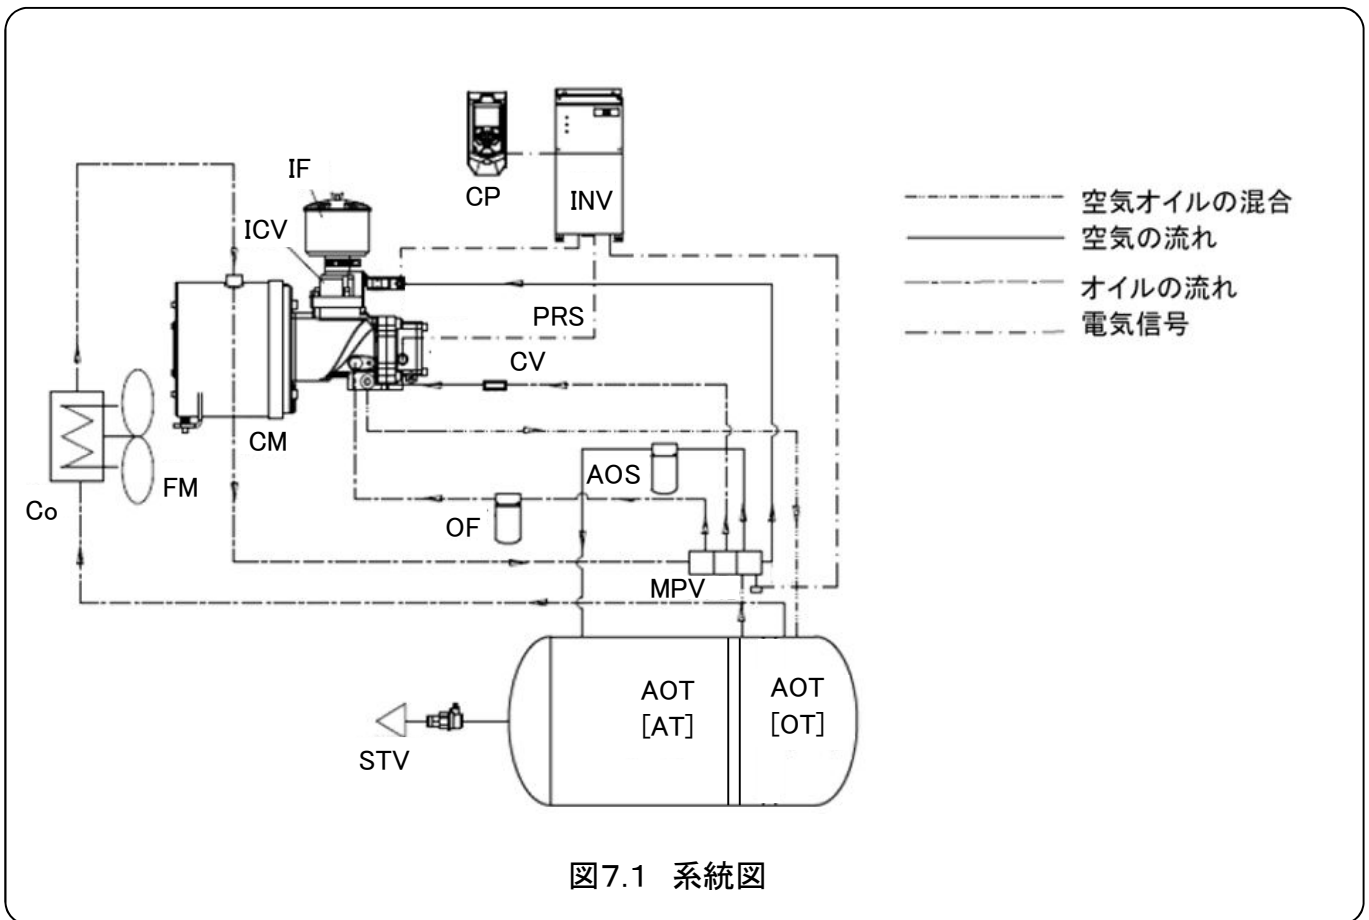 IF
ICV
CP
INV
空気オイルの混合
空気の流れ
オイルの流れ
電気信号
PRS
CV
CM
FM
Co
AOS
OF
MPV
AOT
[AT]
AOT
[OT]
STV
図7.1 系統図